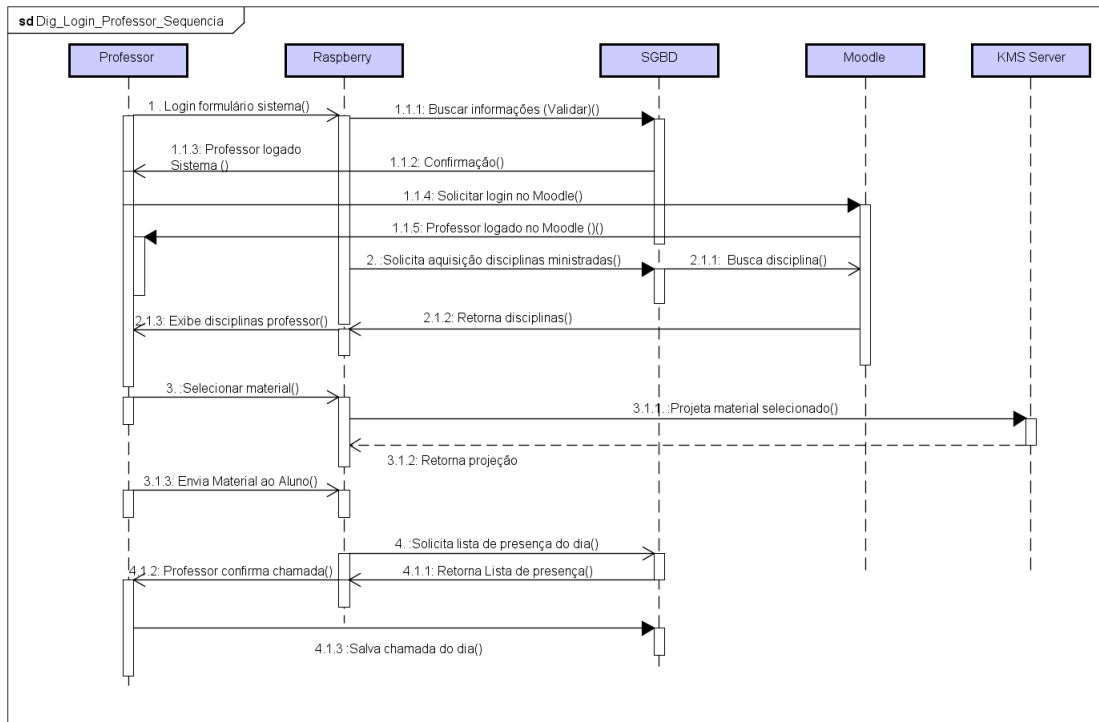 sd Dig_Login_Professor_Sequencia
Professor
Raspberry
SGBD
Moodle
KMS Server
1 . Login formulário sistema()
1.1.1: Buscar informações (Validar)()
1.1.3: Professor logado
Sistema ()
1.1.2: Confirmação()
1.1.4: Solicitar login no Moodle()
1.1.5: Professor logado no Moodle ()()
2. :Solicita aquisição disciplinas ministradas()
2.1.1: Busca disciplina()
2.1.3: Exibe disciplinas professor()
2.1.2: Retorna disciplinas()
3. :Selecionar material()
3.1.1. :Projeta material selecionado()
3.1.2: Retorna projeção
3.1.3: Envia Material ao Aluno()
4. :Solicita lista de presença do dia()
4.1.2: Professor confirma chamada()
4.1.1: Retorna Lista de presença()
4.1.3 :Salva chamada do dia()